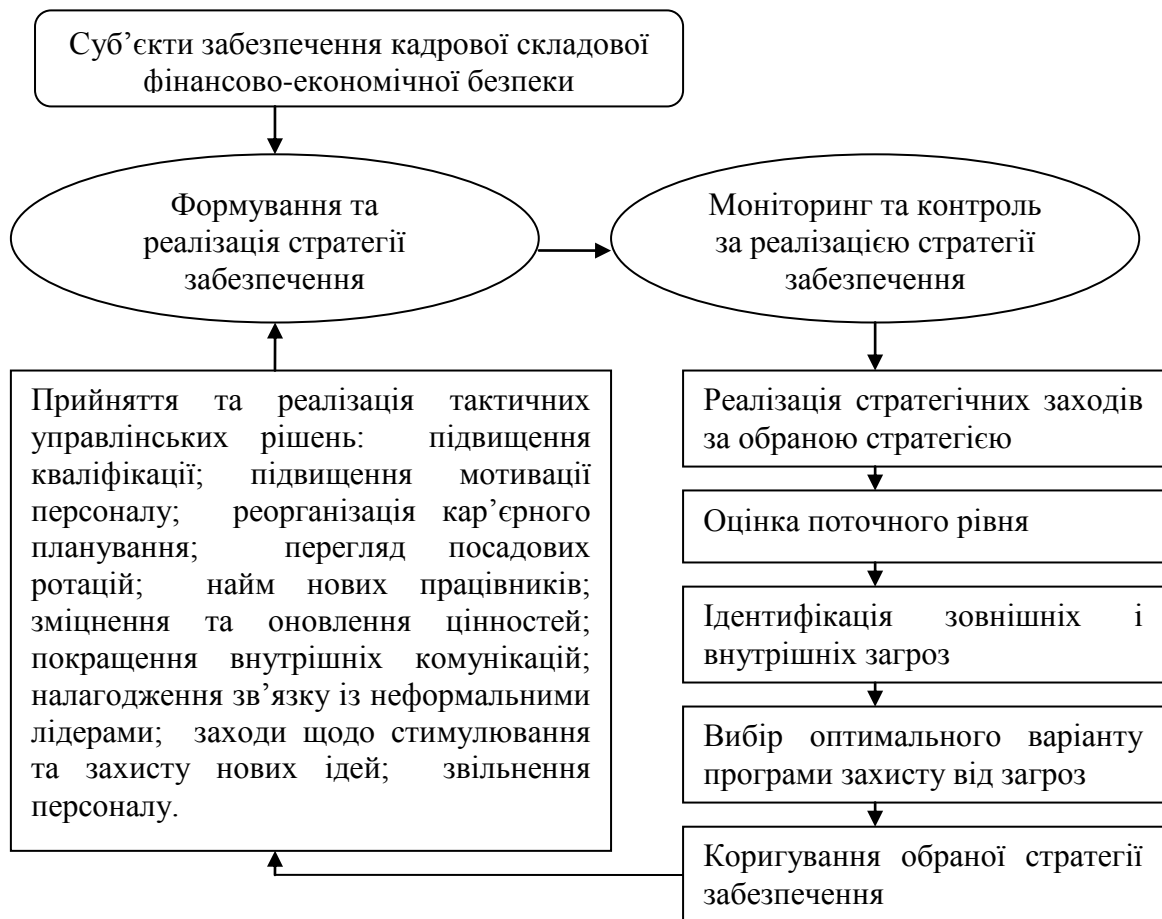 Суб’єкти забезпечення кадрової складової
фінансово-економічної безпеки
Формування та
реалізація стратегії
забезпечення
Моніторинг та контроль
за реалізацією стратегії
забезпечення
Прийняття та реалізація тактичних
управлінських рішень: підвищення
кваліфікації; підвищення мотивації
персоналу; реорганізація кар’єрного
планування; перегляд посадових
ротацій; найм нових працівників;
зміцнення та оновлення цінностей;
покращення внутрішніх комунікацій;
налагодження зв’язку із неформальними
лідерами; заходи щодо стимулювання
та захисту нових ідей; звільнення
персоналу.
Реалізація стратегічних заходів
за обраною стратегією
Оцінка поточного рівня
Ідентифікація зовнішніх і
внутрішніх загроз
Вибір оптимального варіанту
програми захисту від загроз
Коригування обраної стратегії
забезпечення